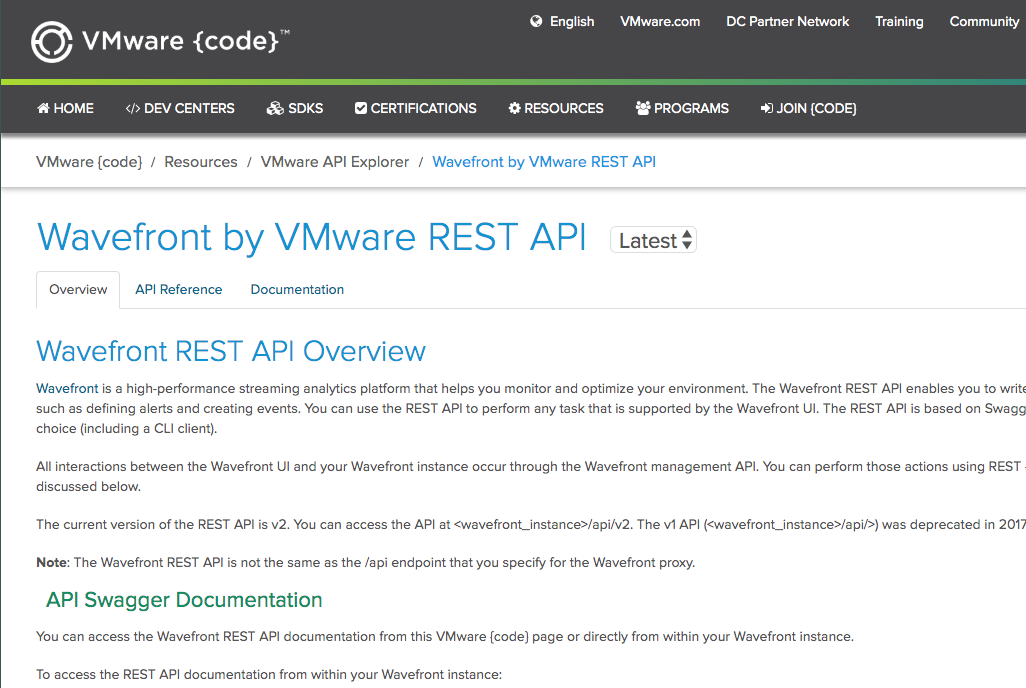 English VMware.com DC Partner Network Training Community
VMware {code}™
HOME </> DEV CENTERS SDKS CERTIFICATIONS RESOURCES PROGRAMS JOIN {CODE}
VMware {code} / Resources / VMware API Explorer / Wavefront by VMware REST API
Wavefront by VMware REST API Latest
Overview API Reference Documentation
Wavefront REST API Overview
Wavefront is a high-performance streaming analytics platform that helps you monitor and optimize your environment. The Wavefront REST API enables you to write
such as defining alerts and creating events. You can use the REST API to perform any task that is supported by the Wavefront UI. The REST API is based on Swagg
choice (including a CLI client).
All interactions between the Wavefront UI and your Wavefront instance occur through the Wavefront management API. You can perform those actions using REST -
discussed below.
The current version of the REST API is v2. You can access the API at <wavefront_instance>/api/v2. The v1 API (<wavefront_instance>/api/>) was deprecated in 2017
Note: The Wavefront REST API is not the same as the /api endpoint that you specify for the Wavefront proxy.
API Swagger Documentation
You can access the Wavefront REST API documentation from this VMware {code} page or directly from within your Wavefront instance.
To access the REST API documentation from within your Wavefront instance: